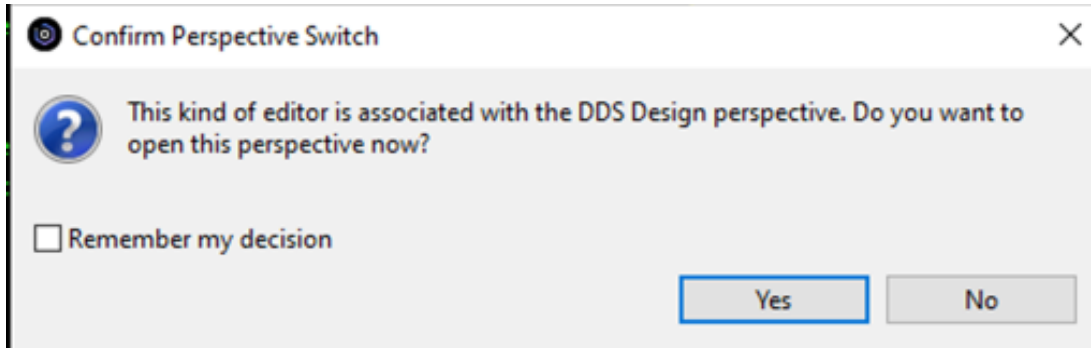 Confirm Perspective Switch
This kind of editor is associated with the DDS Design perspective. Do you want to
open this perspective now?
Remember my decision
Yes
No